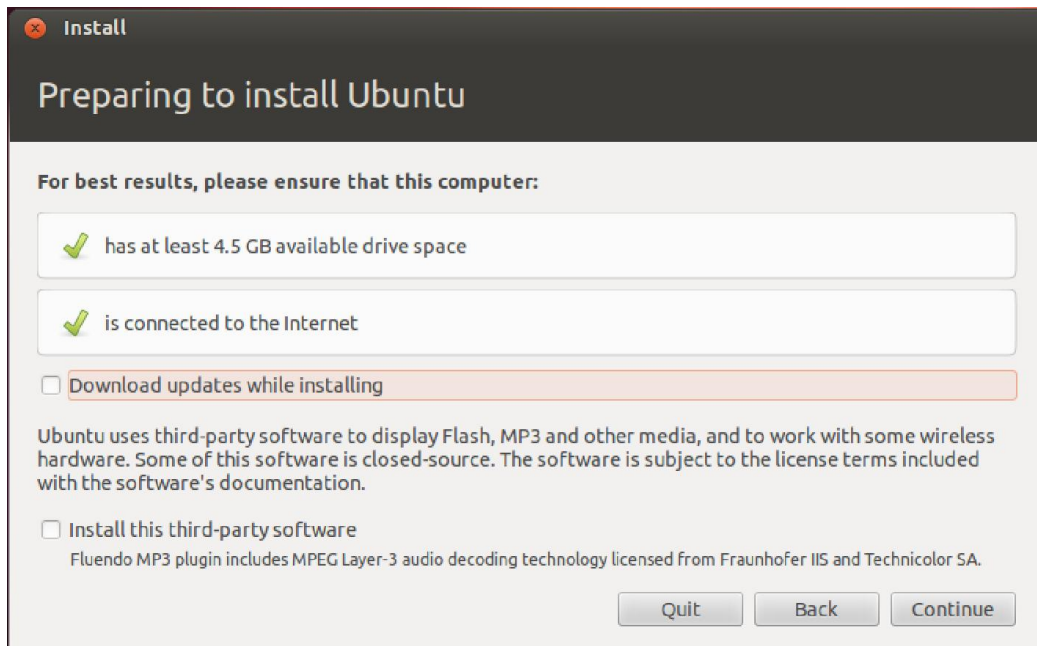 Install
Preparing to install Ubuntu
For best results, please ensure that this computer:
has at least 4.5 GB available drive space
is connected to the Internet
Download updates while installing
Ubuntu uses third-party software to display Flash, MP3 and other media, and to work with some wireless
hardware. Some of this software is closed-source. The software is subject to the license terms included
with the software's documentation.
Install this third-party software
Fluendo MP3 plugin includes MPEG Layer-3 audio decoding technology licensed from Fraunhofer IIS and Technicolor SA.
Quit Back Continue